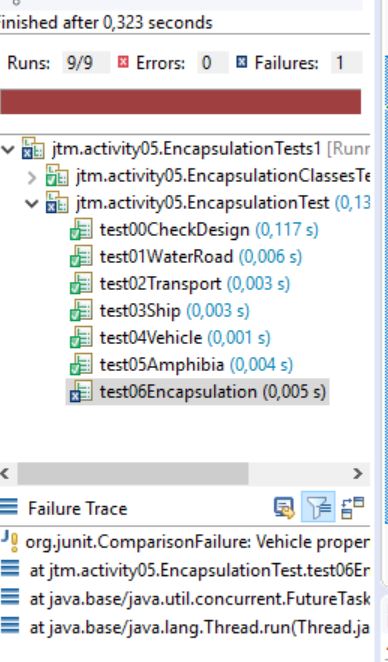 Finished after 0,323 seconds
Runs: 9/9 Errors: 0 Failures: 1
jtm.activity05.EncapsulationTests1 [Runr
jtm.activity05.EncapsulationClassesTe
jtm.activity05.EncapsulationTest (0,13
test00CheckDesign (0,117 s)
test01WaterRoad (0,006 s)
test02Transport (0,003 s)
test03Ship (0,003 s)
test04Vehicle (0,001 s)
test05Amphibia (0,004 s)
test06Encapsulation (0,005 s)
Failure Trace
org.junit.ComparisonFailure: Vehicle proper
at jtm.activity05.EncapsulationTest.test06Er
at java.base/java.util.concurrent.FutureTask
at java.base/java.lang.Thread.run(Thread.ja